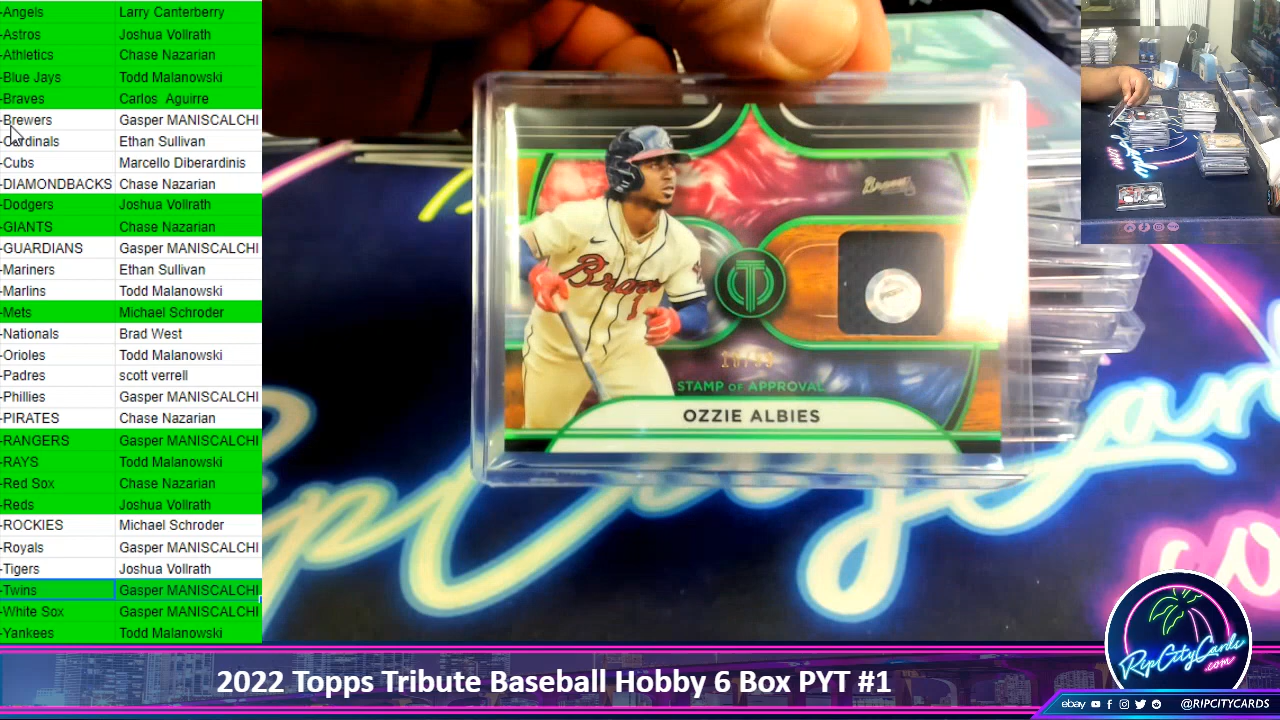 -Angels Larry Canterberry
-Astros Joshua Vollrath
-Athletics Chase Nazarian
-Blue Jays Todd Malanowski
-Braves Carlos Aguirre
-Brewers Gasper MANISCALCHI
-Cardinals Ethan Sullivan
-Cubs Marcello Diberardinis
-DIAMONDBACKS Chase Nazarian
-Dodgers Joshua Vollrath
-GIANTS Chase Nazarian
-GUARDIANS Gasper MANISCALCHI
-Mariners Ethan Sullivan
-Marlins Todd Malanowski
-Mets Michael Schroder
-Nationals Brad West
-Orioles Todd Malanowski
-Padres scott verrell
-Phillies Gasper MANISCALCHI
-PIRATES Chase Nazarian
-RANGERS Gasper MANISCALCHI
-RAYS Todd Malanowski
-Red Sox Chase Nazarian
-Reds Joshua Vollrath
-ROCKIES Michael Schroder
-Royals Gasper MANISCALCHI
-Tigers Joshua Vollrath
-Twins Gasper MANISCALCHI
-White Sox Gasper MANISCALCHI
-Yankees Todd Malanowski
Braves
Braves
1
STAMP OF APPROVAL
OZZIE ALBIES
RipCityCards
.com
2022 Topps Tribute Baseball Hobby 6 Box PYT #1
ebay @RIPCITYCARDS